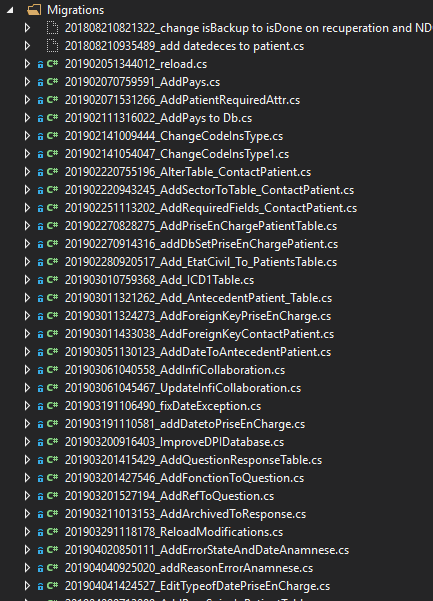 Migrations
201808210821322_change isBackup to isDone on recuperation and ND
201808210935489_add datedeces to patient.cs
C# 201902051344012_reload.cs
C# 201902070759591_AddPays.cs
C# 201902071531266_AddPatientRequiredAttr.cs
C# 201902111316022_AddPays to Db.cs
C# 201902141009444_ChangeCodeInsType.cs
C# 201902141054047_ChangeCodeInsType1.cs
C# 201902220755196_AlterTable_ContactPatient.cs
C# 201902220943245_AddSectorToTable_ContactPatient.cs
C# 201902251113202_AddRequiredFields_ContactPatient.cs
C# 201902270828275_AddPriseEnChargePatientTable.cs
C# 201902270914316_addDbSetPriseEnChargePatient.cs
C# 201902280920517_Add_EtatCivil_To_PatientsTable.cs
C# 201903010759368_Add_ICD1Table.cs
C# 201903011321262_Add_AntecedentPatient_Table.cs
C# 201903011324273_AddForeignKeyPriseEnCharge.cs
C# 201903011433038_AddForeignKeyContactPatient.cs
C# 201903051130123_AddDateToAntecedentPatient.cs
C# 201903061040558_AddInfiCollaboration.cs
C# 201903061045467_UpdateInfiCollaboration.cs
C# 201903191106490_fixDateException.cs
C# 201903191110581_addDatetoPriseEnCharge.cs
C# 201903200916403_ImproveDPIDatabase.cs
C# 201903201415429_AddQuestionResponseTable.cs
C# 201903201427546_AddFonctionToQuestion.cs
C# 201903201527194_AddRefToQuestion.cs
C# 201903211013153_AddArchivedToResponse.cs
C# 201903291118178_ReloadModifications.cs
C# 201904020850111_AddErrorStateAndDateAnamnese.cs
C# 201904040925020_addReasonErrorAnamnese.cs
C# 201904041424527_EditTypeofDatePriseEnCharge.cs